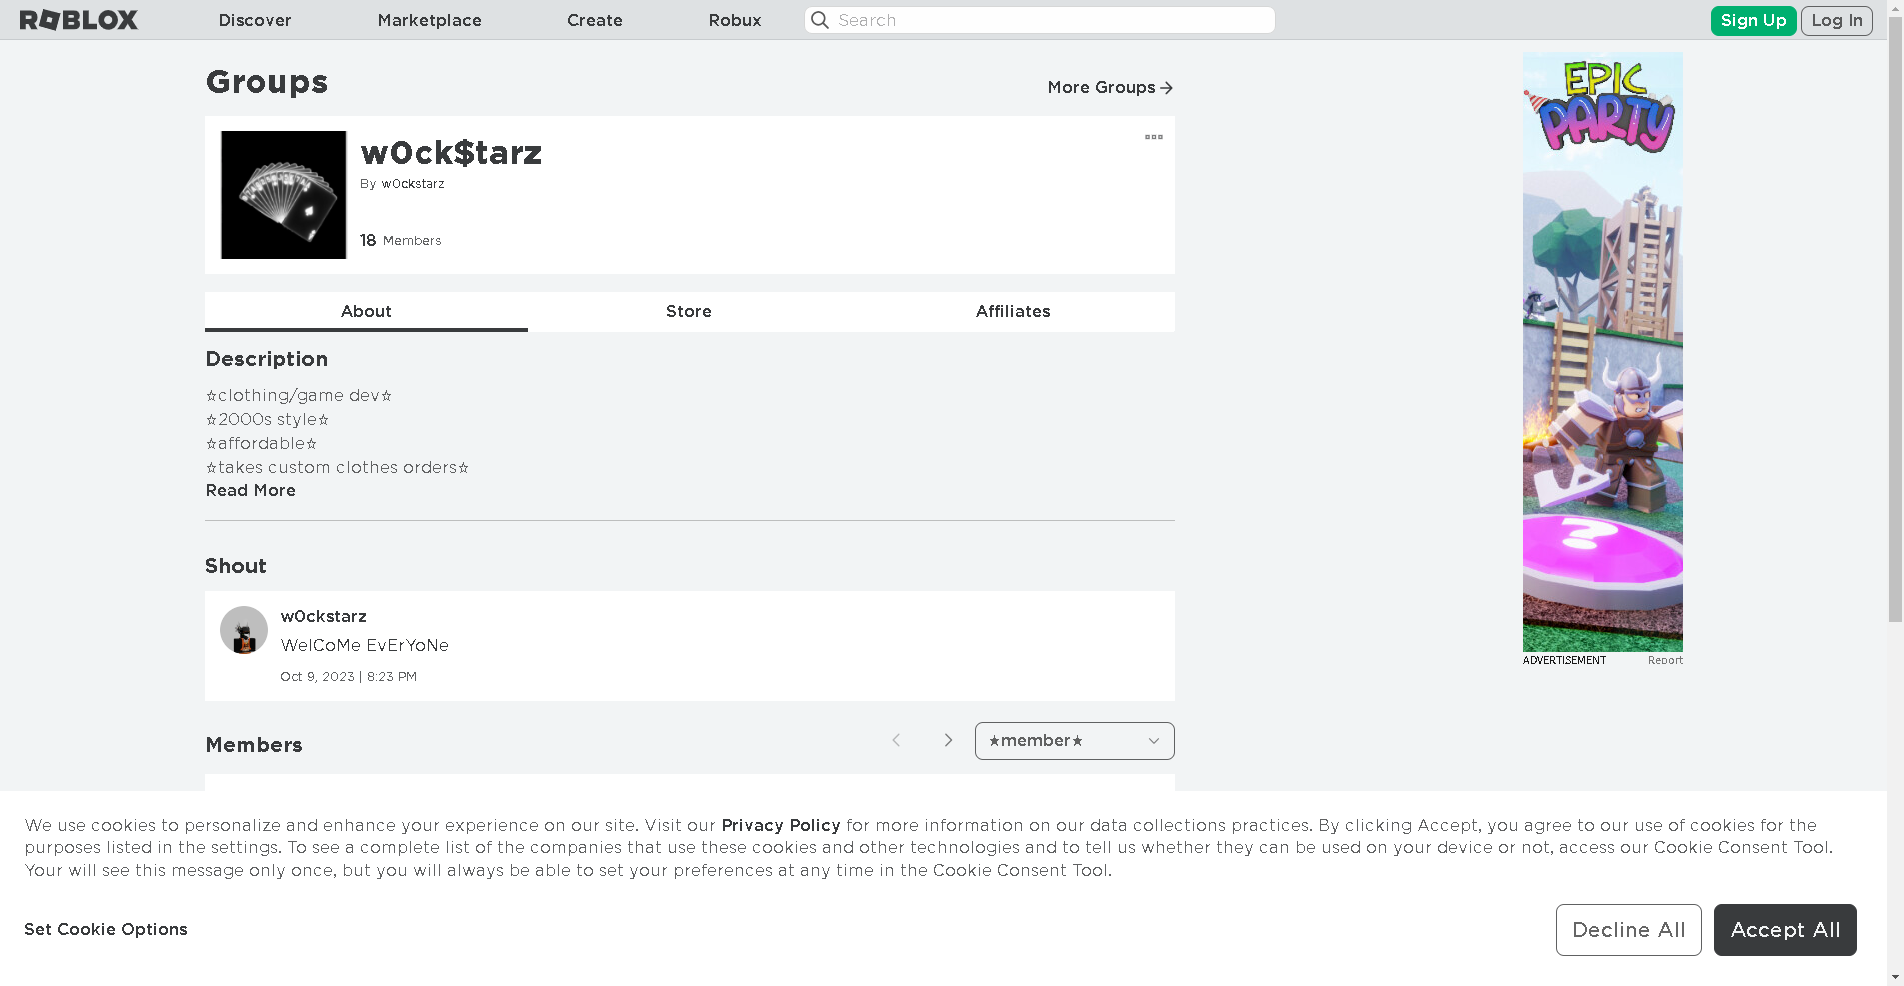 ROBLOX
Discover
Marketplace
Create
Robux
Search
Sign Up
Log In
Groups
More Groups
w0ck$tarz
By w0ckstarz
18 Members
About
Store
Affiliates
Description
☆clothing/game dev☆
☆2000s style☆
☆affordable☆
☆takes custom clothes orders☆
Read More
Shout
w0ckstarz
WelCoMe EvErYoNe
Oct 9, 2023 | 8:23 PM
Members
★member★
EPIC
PARTY
?
ADVERTISEMENT
Report
We use cookies to personalize and enhance your experience on our site. Visit our Privacy Policy for more information on our data collections practices. By clicking Accept, you agree to our use of cookies for the
purposes listed in the settings. To see a complete list of the companies that use these cookies and other technologies and to tell us whether they can be used on your device or not, access our Cookie Consent Tool.
Your will see this message only once, but you will always be able to set your preferences at any time in the Cookie Consent Tool.
Set Cookie Options
Decline All
Accept All